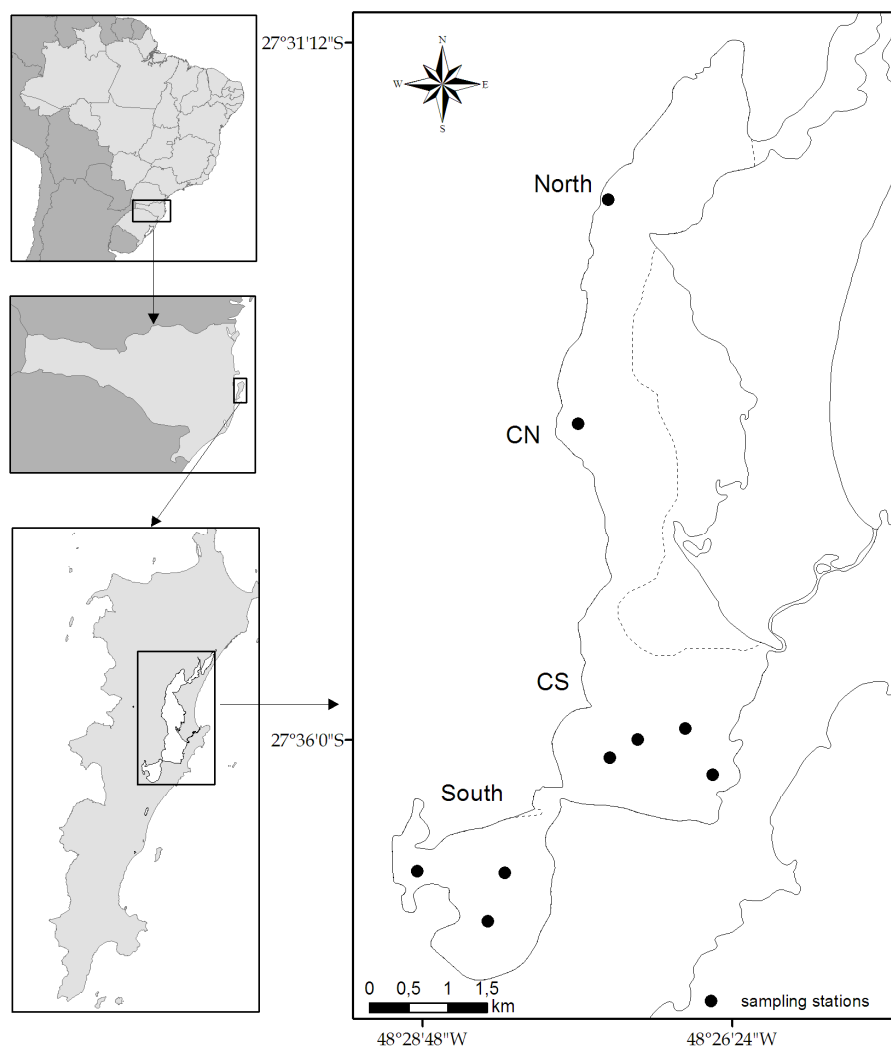 27°31'12"S
N
W
E
S
North
CN
CS
27°36'0"S
South
0 0,5 1 1,5
km
sampling stations
48°28'48"W
48°26'24"W